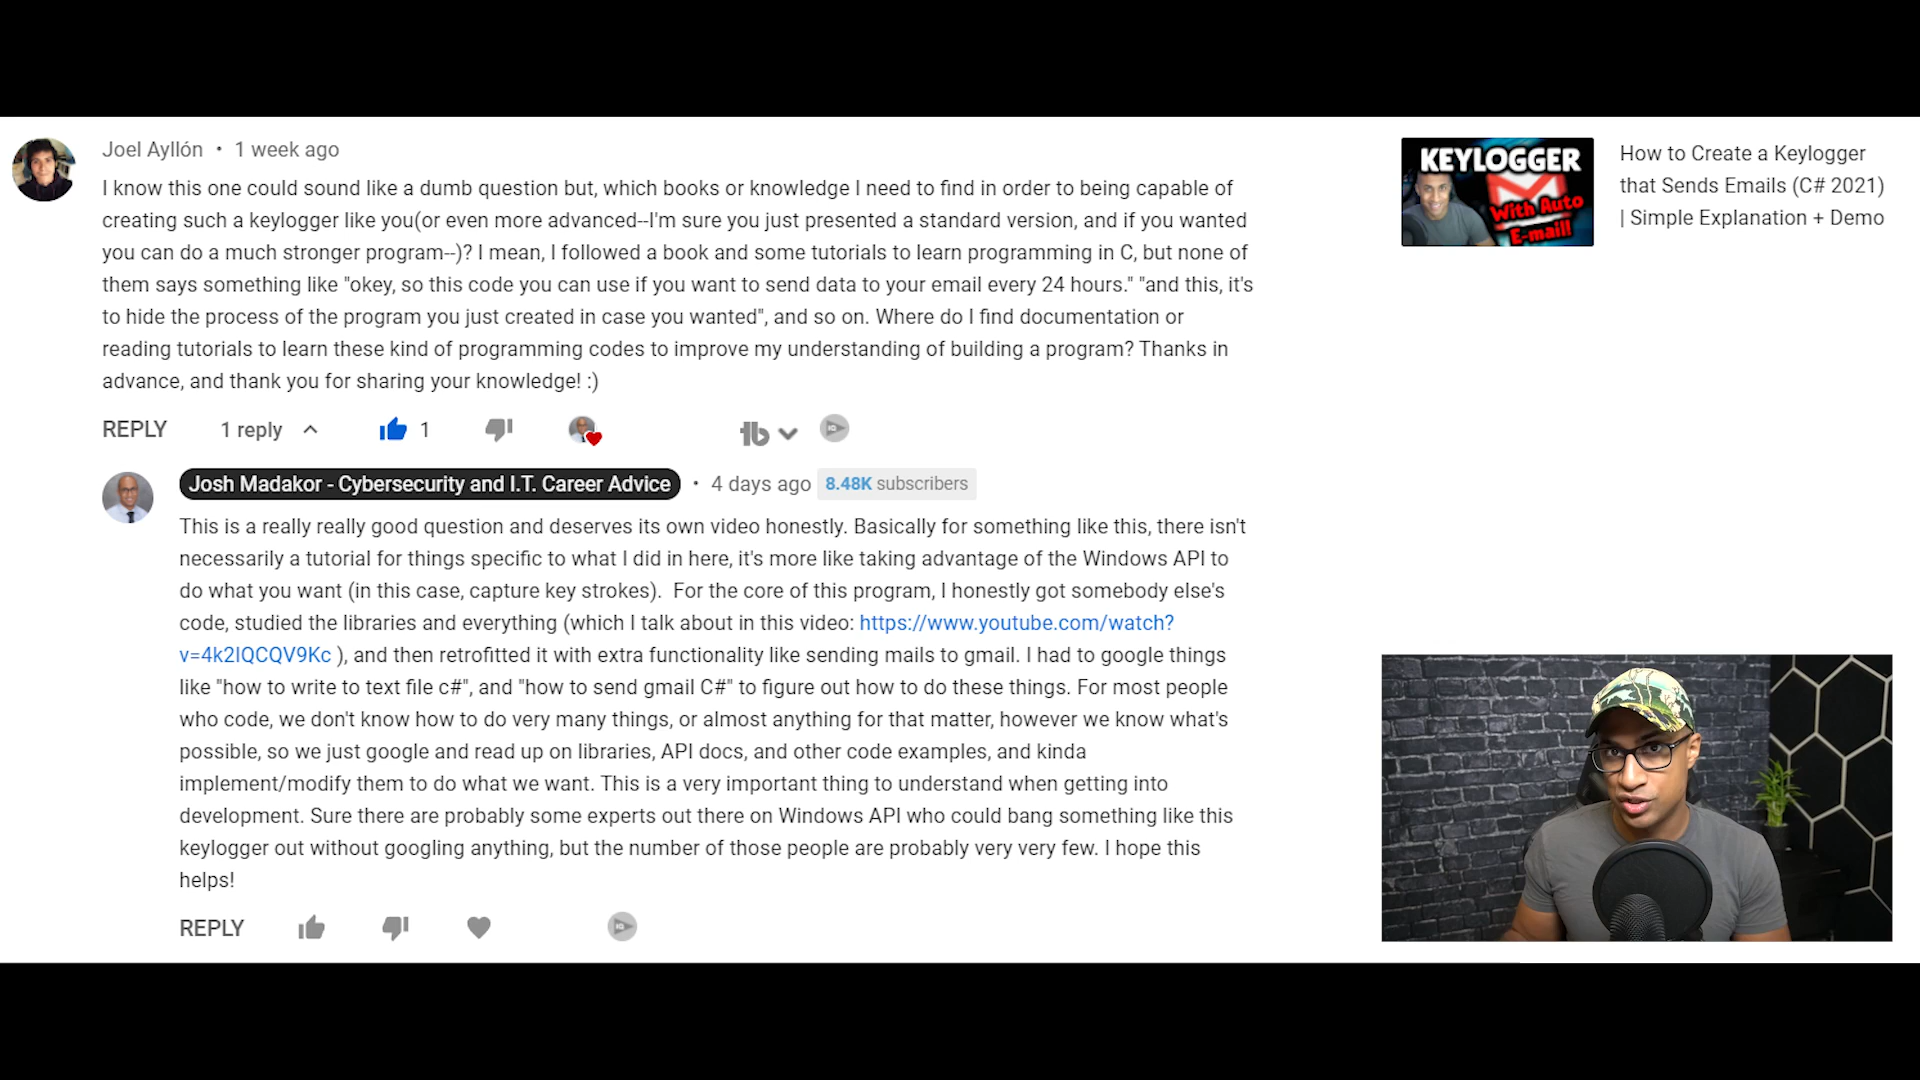 Joel Ayllón • 1 week ago
I know this one could sound like a dumb question but, which books or knowledge I need to find in order to being capable of
creating such a keylogger like you(or even more advanced--I'm sure you just presented a standard version, and if you wanted
you can do a much stronger program--)? I mean, I followed a book and some tutorials to learn programming in C, but none of
them says something like "okey, so this code you can use if you want to send data to your email every 24 hours." "and this, it's
to hide the process of the program you just created in case you wanted", and so on. Where do I find documentation or
reading tutorials to learn these kind of programming codes to improve my understanding of building a program? Thanks in
advance, and thank you for sharing your knowledge! :)
REPLY 1 reply 1
Josh Madakor - Cybersecurity and I.T. Career Advice • 4 days ago 8.48K subscribers
This is a really really good question and deserves its own video honestly. Basically for something like this, there isn't
necessarily a tutorial for things specific to what I did in here, it's more like taking advantage of the Windows API to
do what you want (in this case, capture key strokes).  For the core of this program, I honestly got somebody else's
code, studied the libraries and everything (which I talk about in this video: https://www.youtube.com/watch?
v=4k2IQCQV9Kc ), and then retrofitted it with extra functionality like sending mails to gmail. I had to google things
like "how to write to text file c#", and "how to send gmail C#" to figure out how to do these things. For most people
who code, we don't know how to do very many things, or almost anything for that matter, however we know what's
possible, so we just google and read up on libraries, API docs, and other code examples, and kinda
implement/modify them to do what we want. This is a very important thing to understand when getting into
development. Sure there are probably some experts out there on Windows API who could bang something like this
keylogger out without googling anything, but the number of those people are probably very very few. I hope this
helps!
REPLY
KEYLOGGER
With Auto
E-mail!
How to Create a Keylogger
that Sends Emails (C# 2021)
| Simple Explanation + Demo